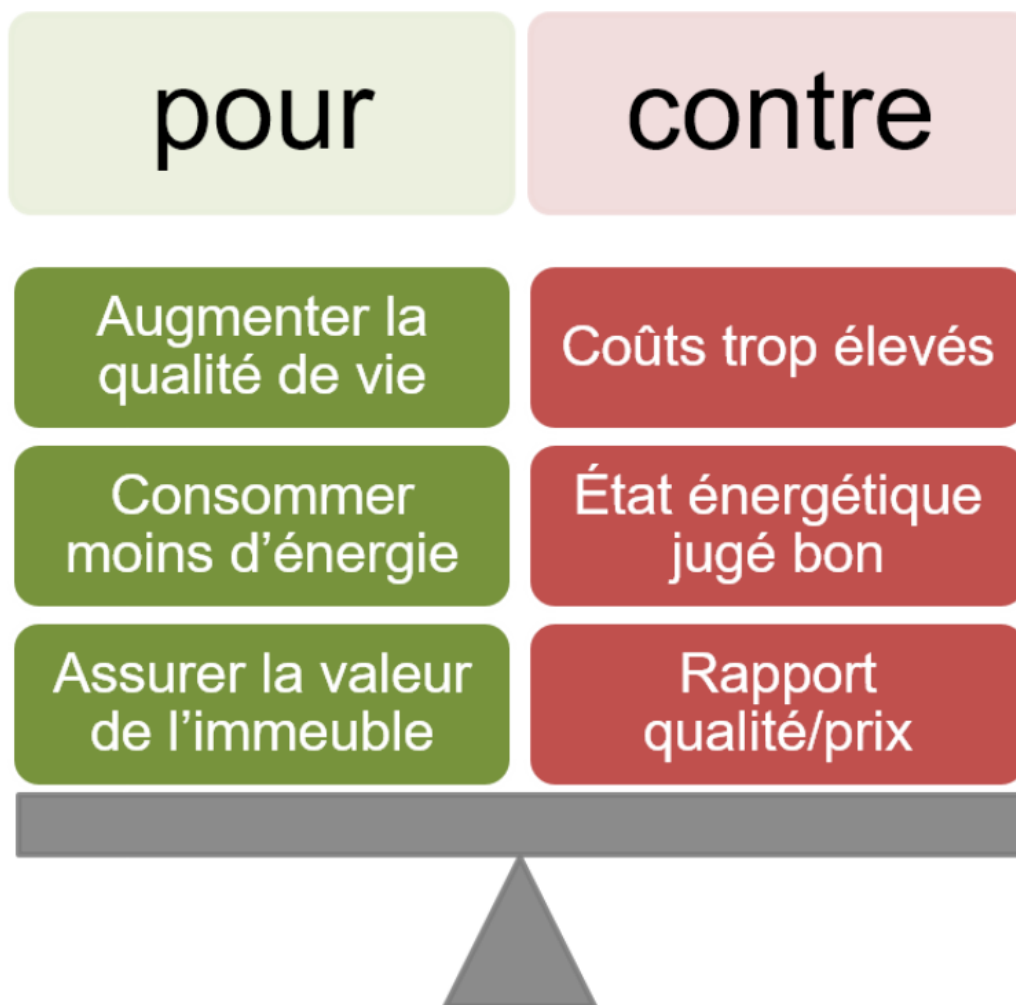 pour
contre
Augmenter la
qualité de vie
Coûts trop élevés
Consommer
moins d’énergie
État énergétique
jugé bon
Assurer la valeur
de l’immeuble
Rapport
qualité/prix